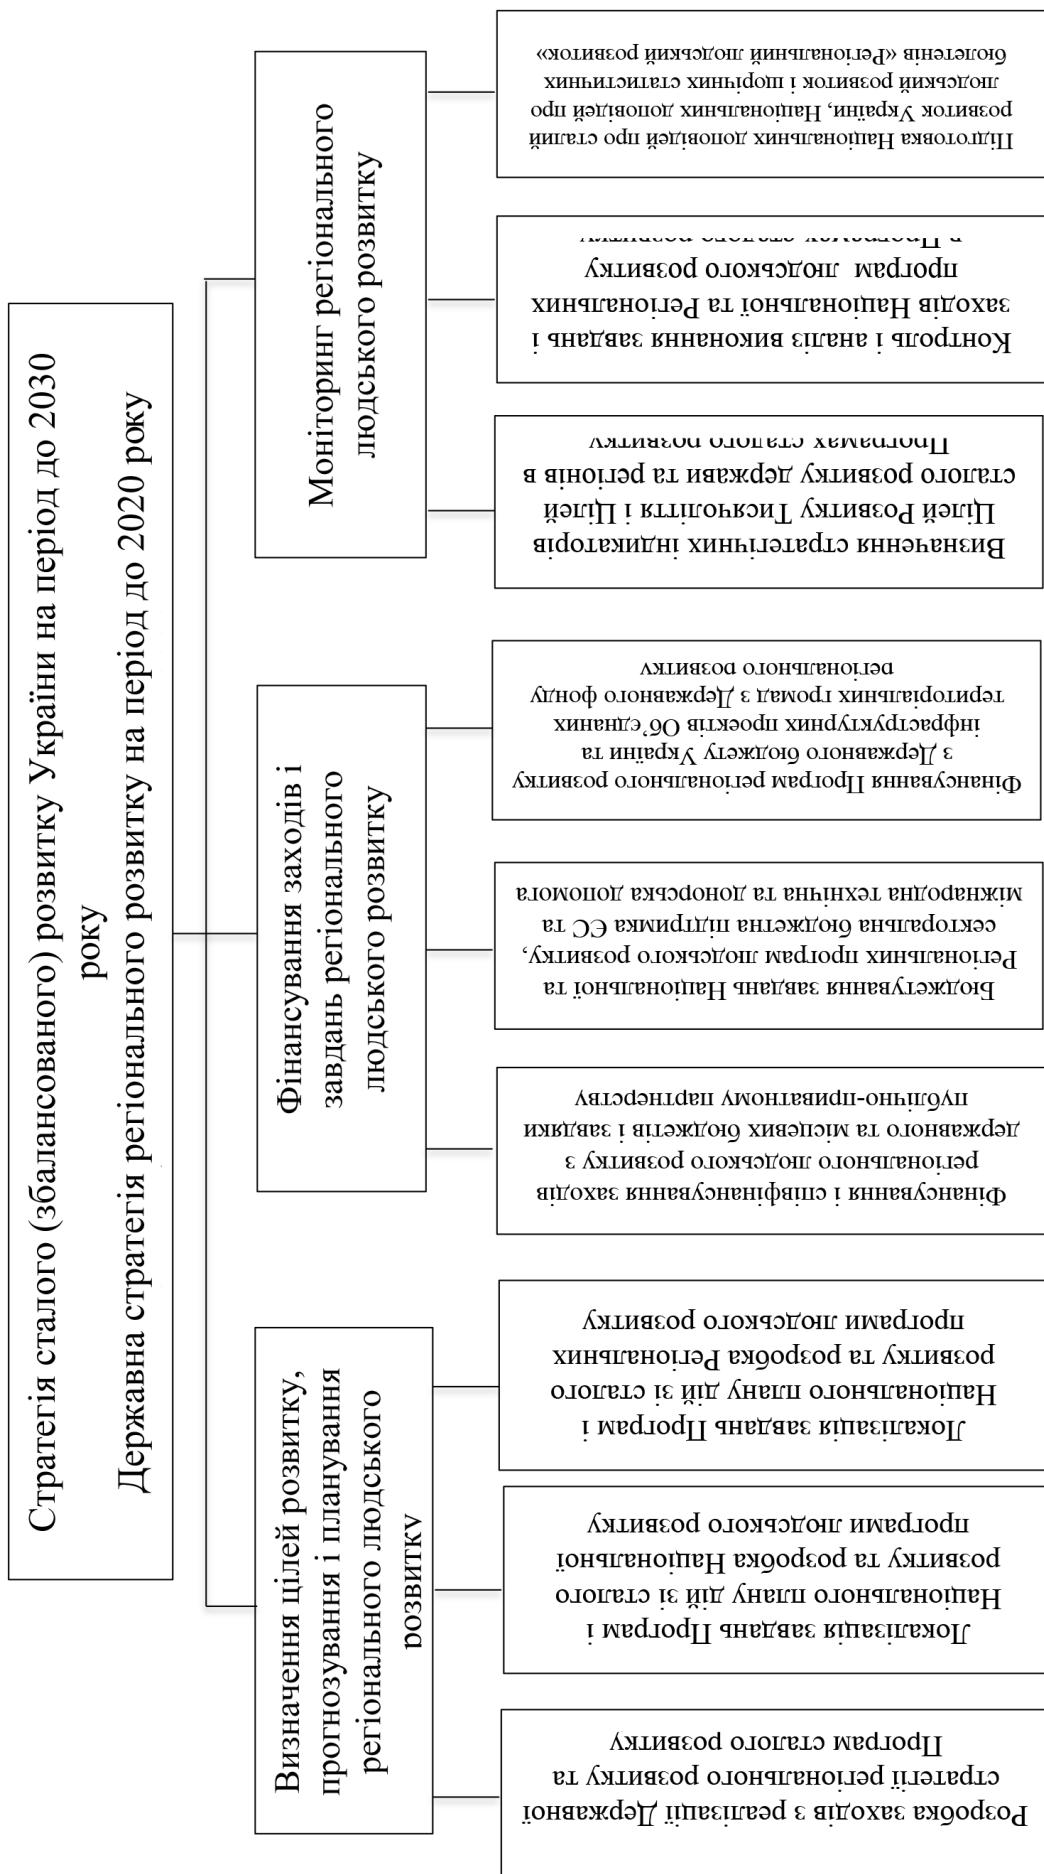 Стратегія сталого (збалансованого) розвитку України на період до 2030
року
Державна стратегія регіонального розвитку на період до 2020 року
Визначення цілей розвитку,
прогнозування і планування
регіонального людського
розвитку
Фінансування заходів і
завдань регіонального
людського розвитку
Моніторинг регіонального
людського розвитку
Розробка заходів з реалізації Державної
стратегії регіонального розвитку та
Програм сталого розвитку
Локалізація завдань Програм і
Національного плану дій зі сталого
розвитку та розробка Національної
програми людського розвитку
Локалізація завдань Програм і
Національного плану дій зі сталого
розвитку та розробка Регіональних
програми людського розвитку
Фінансування і співфінансування заходів
регіонального людського розвитку з
державного та місцевих бюджетів і завдяки
публічно-приватному партнерству
Бюджетування завдань Національної та
Регіональних програм людського розвитку,
секторальна бюджетна підтримка ЄС та
міжнародна технічна та донорська допомога
Фінансування Програм регіонального розвитку
з Державного бюджету України та
інфраструктурних проектів Об’єднаних
територіальних громад з Державного фонду
регіонального розвитку
Визначення стратегічних індикаторів
Цілей Розвитку Тисячоліття і Цілей
сталого розвитку держави та регіонів в
Програмах сталого розвитку
Контроль і аналіз виконання завдань і
заходів Національної та Регіональних
програм людського розвитку
в Програмах сталого розвитку
Підготовка Національних доповідей про сталий
розвиток України, Національних доповідей про
людський розвиток і щорічних статистичних
бюлетенів «Регіональний людський розвиток»